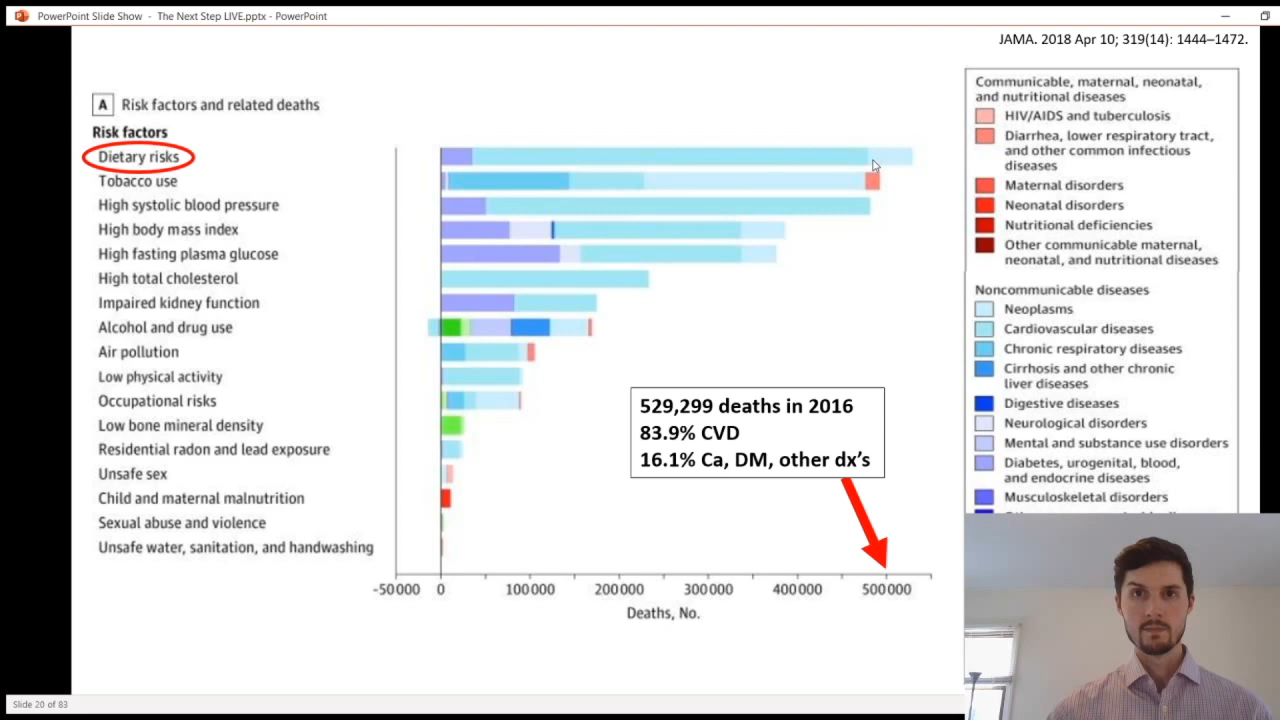 PowerPoint Slide Show - The Next Step LIVE.pptx - PowerPoint
JAMA. 2018 Apr 10; 319(14): 1444–1472.
A Risk factors and related deaths
Risk factors
Dietary risks
Tobacco use
High systolic blood pressure
High body mass index
High fasting plasma glucose
High total cholesterol
Impaired kidney function
Alcohol and drug use
Air pollution
Low physical activity
Occupational risks
Low bone mineral density
Residential radon and lead exposure
Unsafe sex
Child and maternal malnutrition
Sexual abuse and violence
Unsafe water, sanitation, and handwashing
529,299 deaths in 2016
83.9% CVD
16.1% Ca, DM, other dx’s
-50000 0 100000 200000 300000 400000 500000
Deaths, No.
Communicable, maternal, neonatal,
and nutritional diseases
HIV/AIDS and tuberculosis
Diarrhea, lower respiratory tract,
and other common infectious
diseases
Maternal disorders
Neonatal disorders
Nutritional deficiencies
Other communicable maternal,
neonatal, and nutritional diseases
Noncommunicable diseases
Neoplasms
Cardiovascular diseases
Chronic respiratory diseases
Cirrhosis and other chronic
liver diseases
Digestive diseases
Neurological disorders
Mental and substance use disorders
Diabetes, urogenital, blood,
and endocrine diseases
Musculoskeletal disorders
Slide 20 of 83